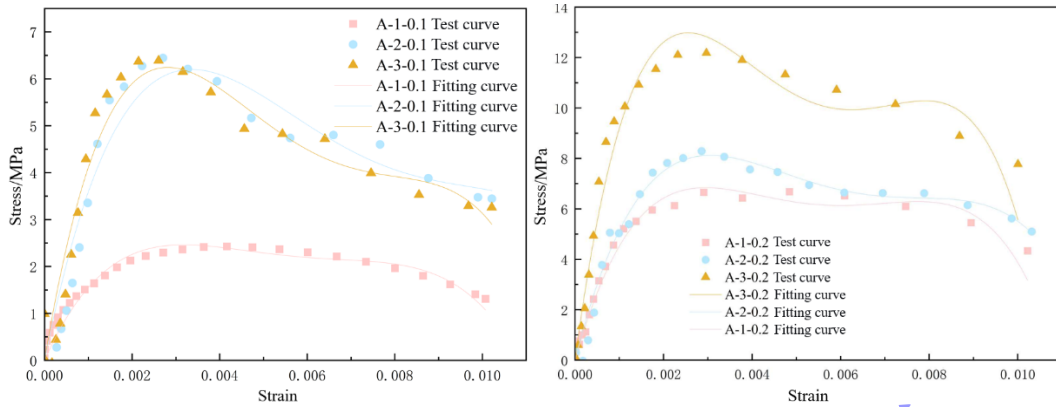 A-1-0.1 Test curve
A-2-0.1 Test curve
A-3-0.1 Test curve
A-1-0.1 Fitting curve
A-2-0.1 Fitting curve
A-3-0.1 Fitting curve
Stress/MPa
7
6
5
4
3
2
1
0
0.000
0.002
0.004
0.006
0.008
0.010
Strain
A-1-0.2 Test curve
A-2-0.2 Test curve
A-3-0.2 Test curve
A-3-0.2 Fitting curve
A-2-0.2 Fitting curve
A-1-0.2 Fitting curve
Stress/MPa
14
12
10
8
6
4
2
0
0.000
0.002
0.004
0.006
0.008
0.010
Strain